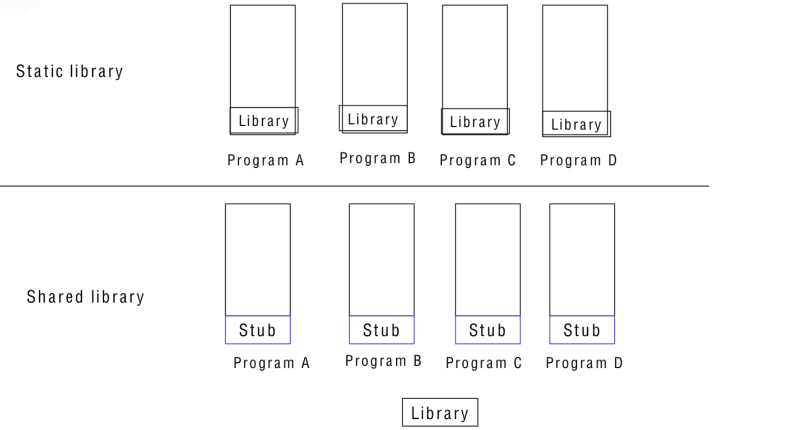 Static library
Library
Library
Library
Library
Program A
Program B
Program C
Program D
Shared library
Stub
Stub
Stub
Stub
Program A
Program B
Program C
Program D
Library